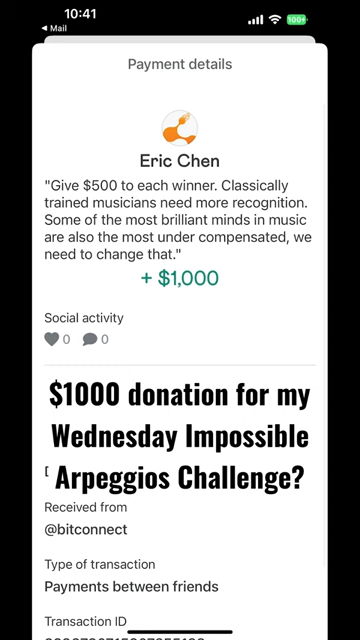 10:41
100+
Mail
Payment details
Eric Chen
"Give $500 to each winner. Classically
trained musicians need more recognition.
Some of the most brilliant minds in music
are also the most under compensated, we
need to change that."
+ $1,000
Social activity
0 0
$1000 donation for my
Wednesday Impossible
Arpeggios Challenge?
Received from
@bitconnect
Type of transaction
Payments between friends
Transaction ID